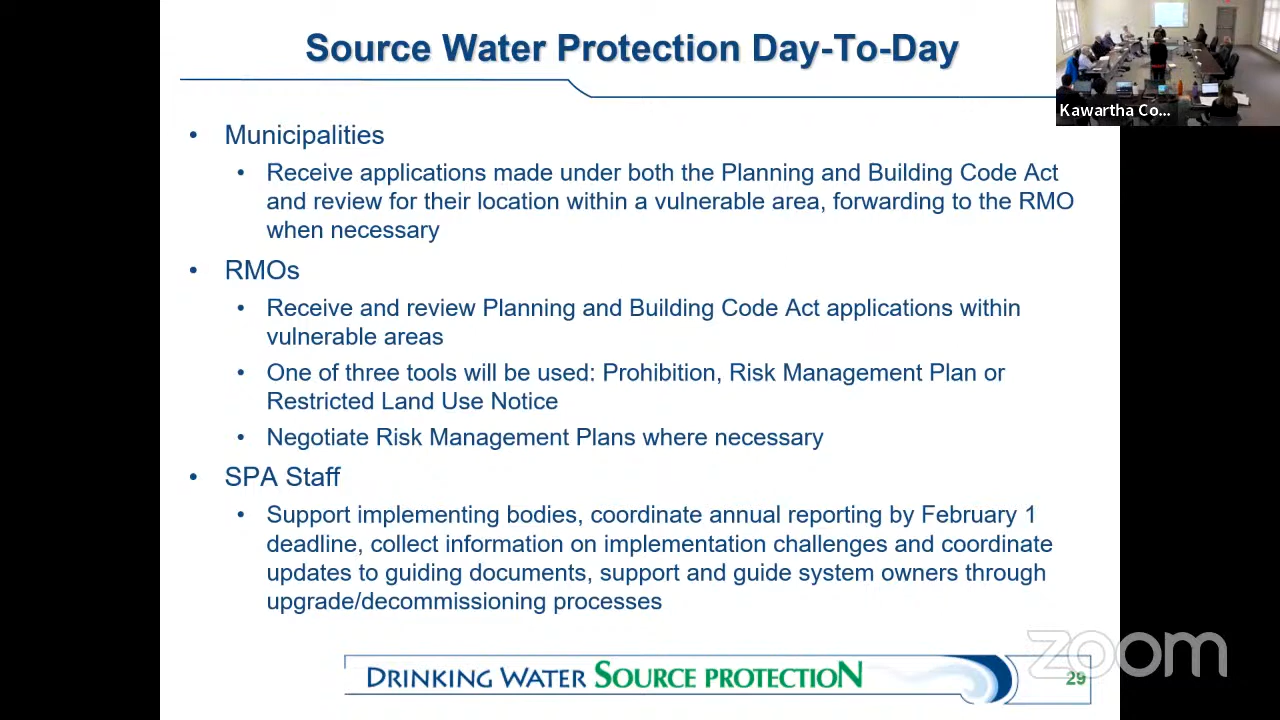 Source Water Protection Day-To-Day
Kawartha Co...
• Municipalities
• Receive applications made under both the Planning and Building Code Act
and review for their location within a vulnerable area, forwarding to the RMO
when necessary
• RMOs
• Receive and review Planning and Building Code Act applications within
vulnerable areas
• One of three tools will be used: Prohibition, Risk Management Plan or
Restricted Land Use Notice
• Negotiate Risk Management Plans where necessary
• SPA Staff
• Support implementing bodies, coordinate annual reporting by February 1
deadline, collect information on implementation challenges and coordinate
updates to guiding documents, support and guide system owners through
upgrade/decommissioning processes
zoom
DRINKING WATER SOURCE PROTECTION
29